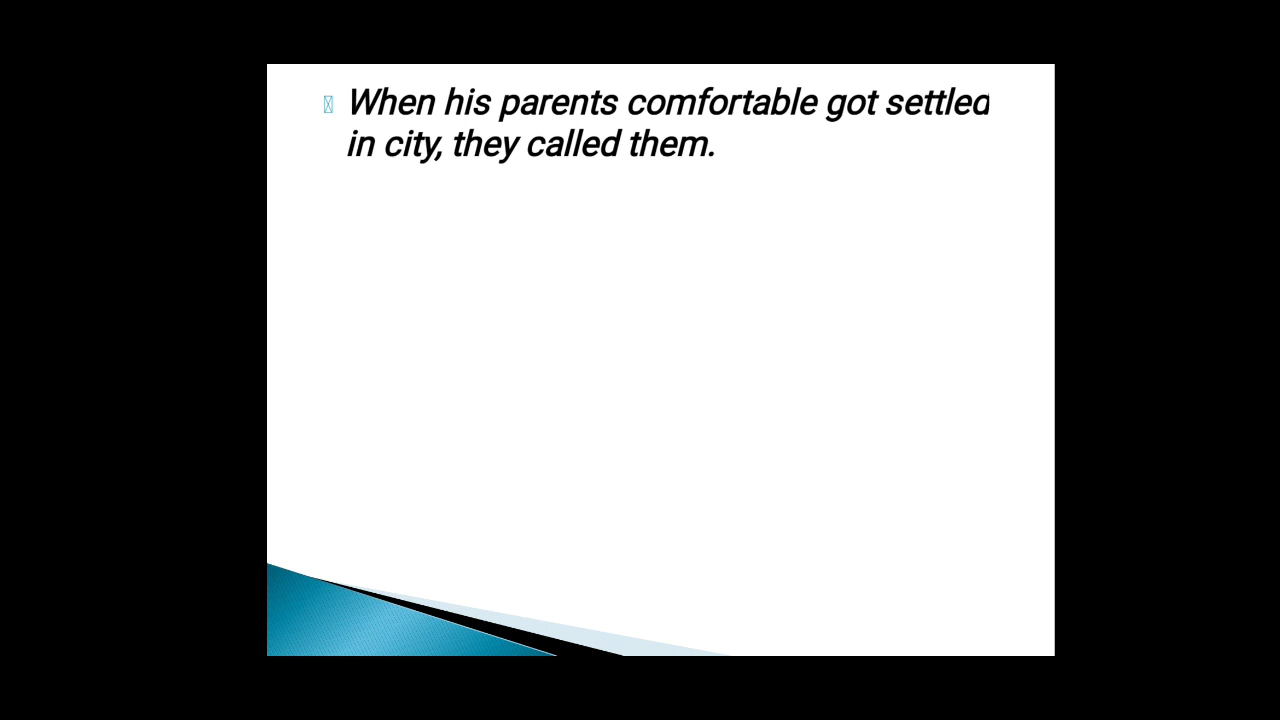 When his parents comfortable got settled
in city, they called them.